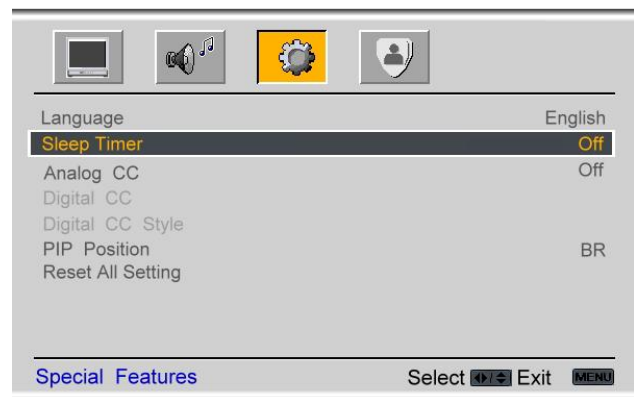 Language English
Sleep Timer Off
Analog CC Off
Digital CC
Digital CC Style
PIP Position BR
Reset All Setting
Special Features Select Exit MENU